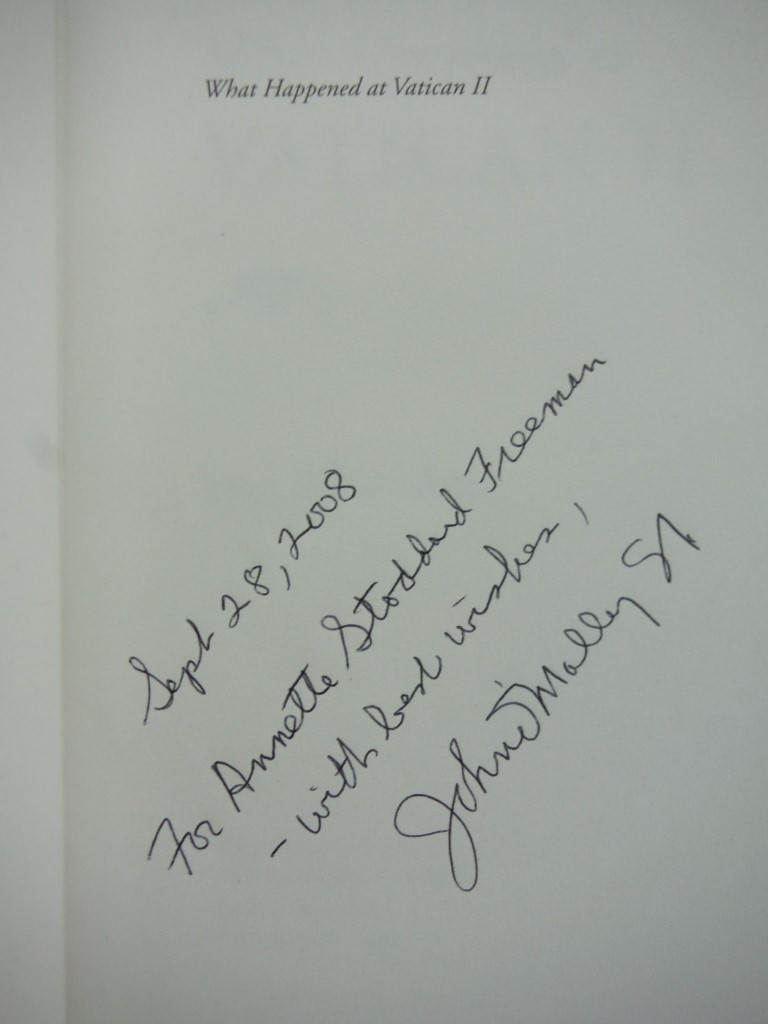 What Happened at Vatican II
Sept 28, 2008
For Annette Stoddard Freeman
- with best wishes,
John O'Malley SJ